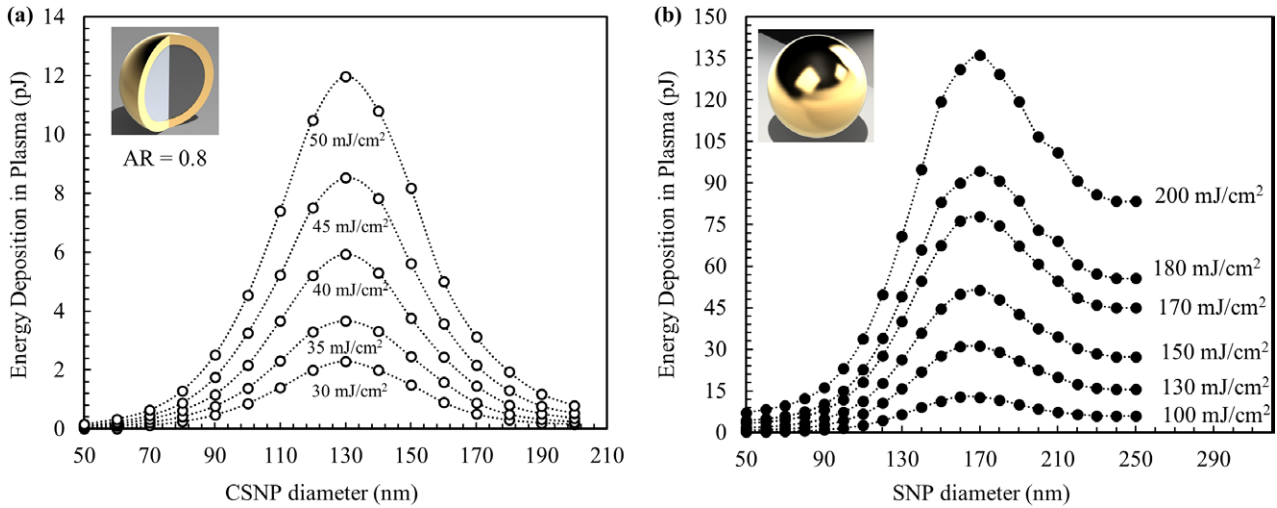 (a)
Energy Deposition in Plasma (pJ)
14
12
10
8
6
4
2
0
AR = 0.8
50 mJ/cm²
45 mJ/cm²
40 mJ/cm²
35 mJ/cm²
30 mJ/cm²
50 70 90 110 130 150 170 190 210
CSNP diameter (nm)
(b)
Energy Deposition in Plasma (pJ)
150
135
120
105
90
75
60
45
30
15
0
200 mJ/cm²
180 mJ/cm²
170 mJ/cm²
150 mJ/cm²
130 mJ/cm²
100 mJ/cm²
50 90 130 170 210 250 290
SNP diameter (nm)